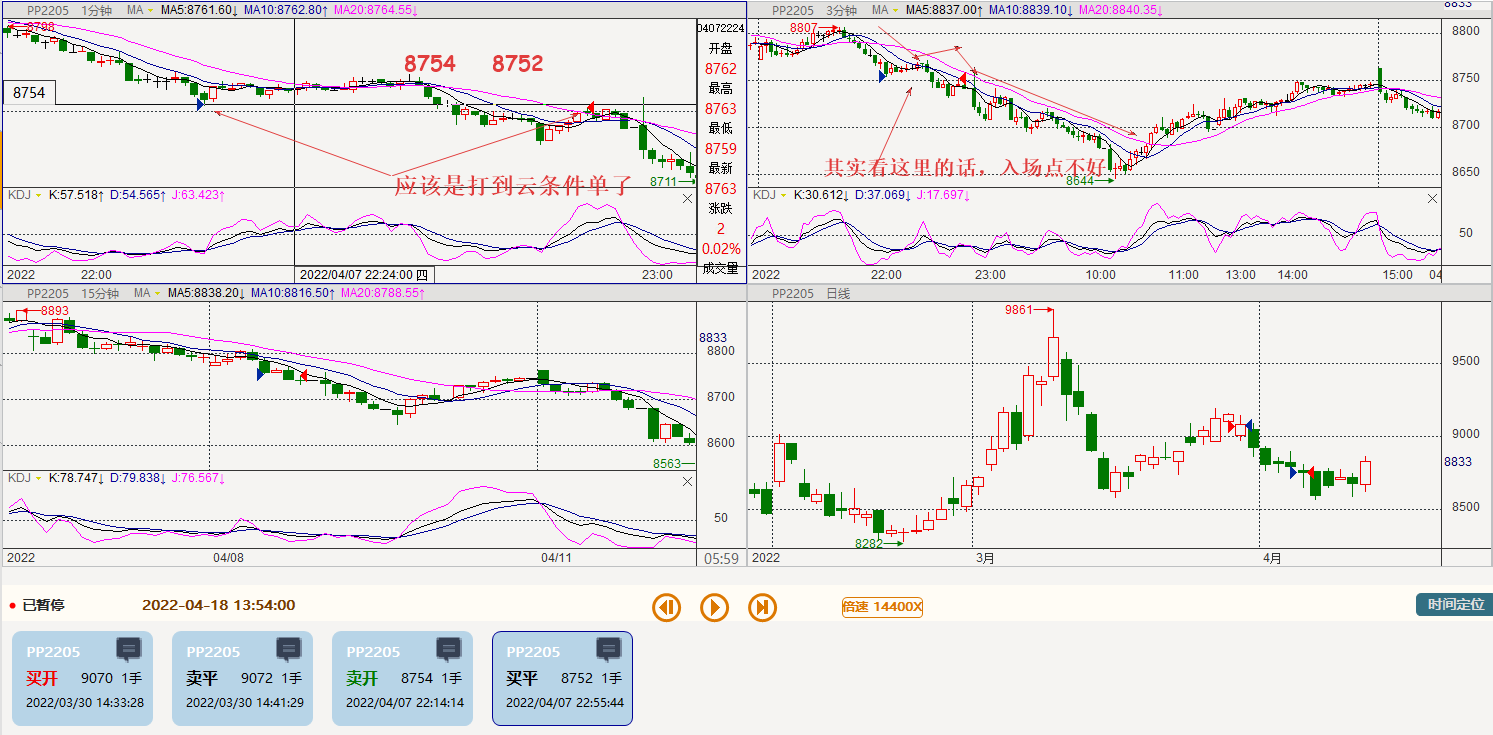 PP2205 1分钟 MA MA5:8761.60↓ MA10:8762.80↑ MA20:8764.55↓
8798
8754 8752
8754
应该是打到云条件单了
8711
04072224
开盘
8762
最高
8763
最低
8759
最新
8763
涨跌
2
0.02%
成交量
KDJ K:57.518↑ D:54.565↑ J:63.423↑
2022 22:00 2022/04/07 22:24:00 四 23:00
PP2205 3分钟 MA MA5:8837.00↑ MA10:8839.10↓ MA20:8840.35↓
8833
8807
8800
8750
8700
8650
其实看这里的话，入场点不好
8644
KDJ K:30.612↓ D:37.069↓ J:17.697↓
50
2022 22:00 23:00 10:00 11:00 13:00 14:00 15:00 04
PP2205 15分钟 MA MA5:8838.20↓ MA10:8816.50↑ MA20:8788.55↑
8893
8833
8800
8700
8600
8563
KDJ K:78.747↓ D:79.838↓ J:76.567↓
50
2022 04/08 04/11 05:59
PP2205 日线
9861
9500
9000
8833
8500
8282
2022 3月 4月
已暂停 2022-04-18 13:54:00 倍速 14400X 时间定位
PP2205
买开 9070 1手
2022/03/30 14:33:28
PP2205
卖平 9072 1手
2022/03/30 14:41:29
PP2205
卖开 8754 1手
2022/04/07 22:14:14
PP2205
买平 8752 1手
2022/04/07 22:55:44